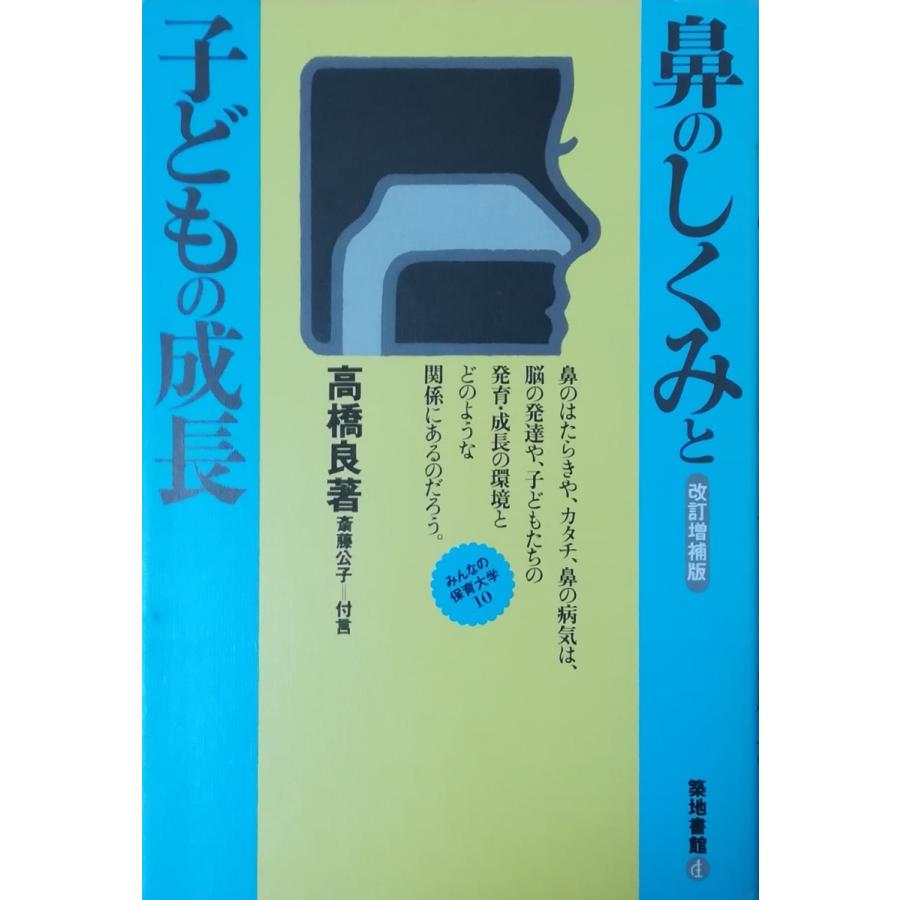 鼻のしくみと
改訂増補版
築地書館
鼻のはたらきや、カタチ、鼻の病気は、
脳の発達や、子どもたちの
発育・成長の環境と
どのような
関係にあるのだろう。
みんなの
保育大学
10
高橋良著
斎藤公子=付言
子どもの成長